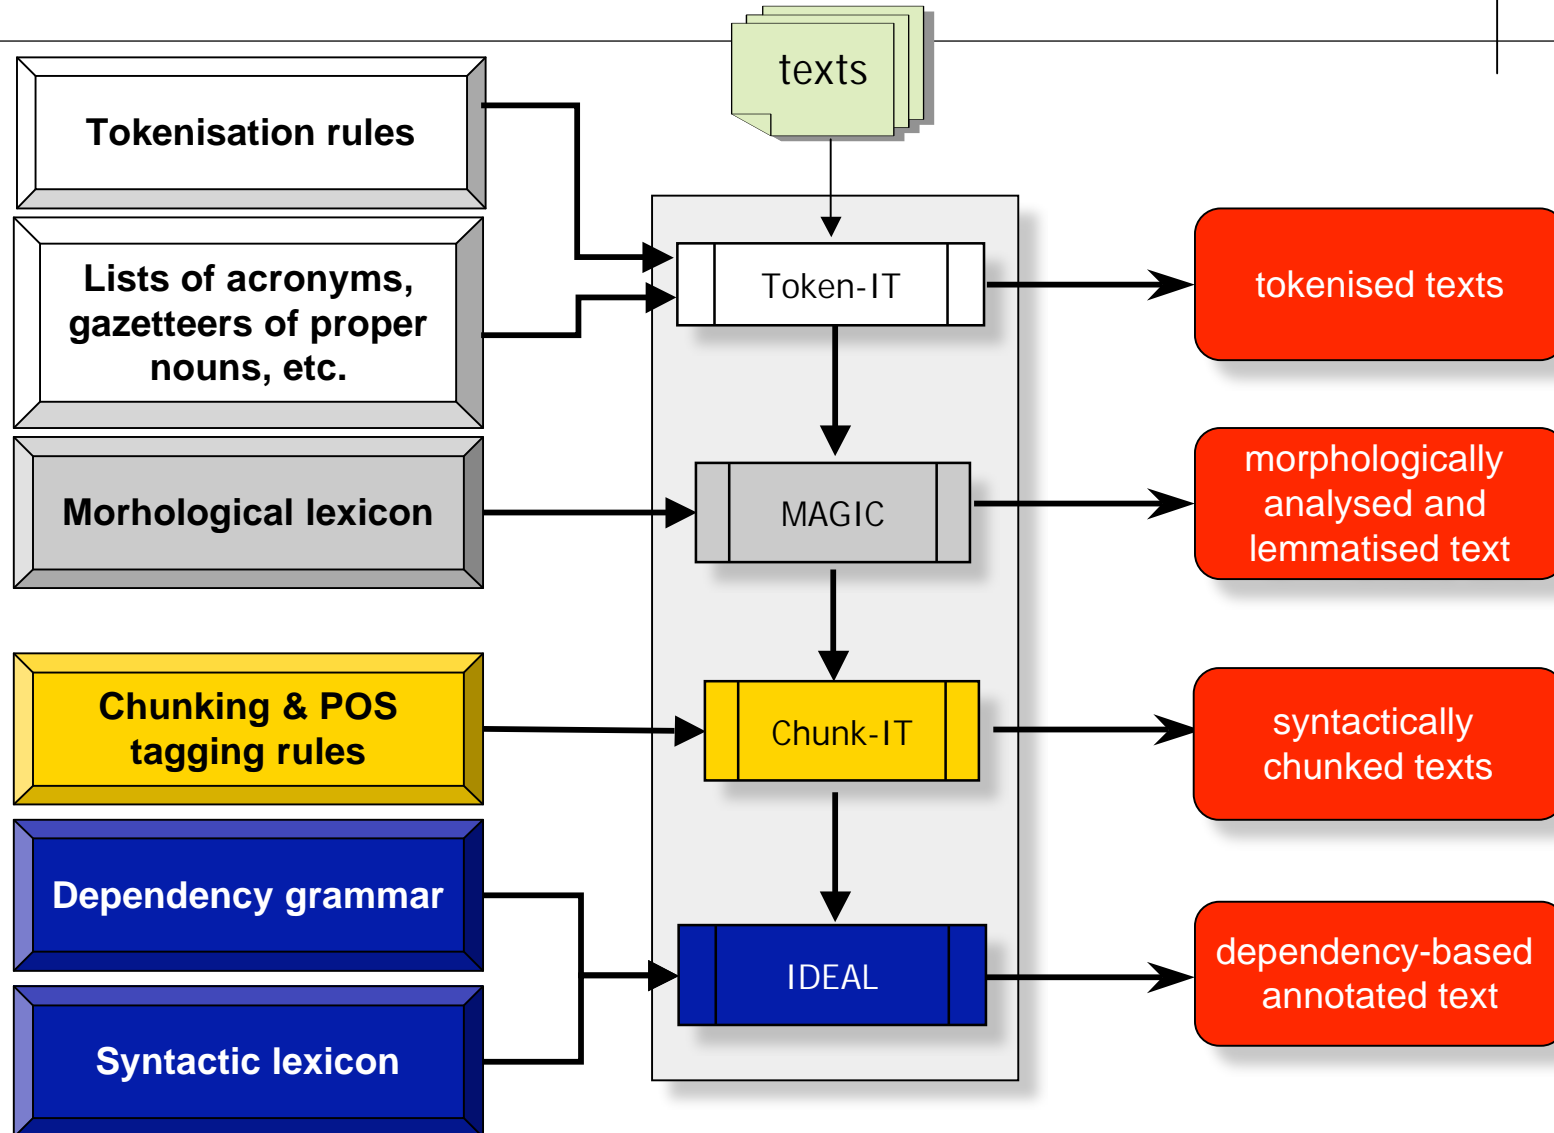 texts
Tokenisation rules
Lists of acronyms,
gazetteers of proper
nouns, etc.
Token-IT
tokenised texts
Morhological lexicon
MAGIC
morphologically
analysed and
lemmatised text
Chunking & POS
tagging rules
Chunk-IT
syntactically
chunked texts
Dependency grammar
Syntactic lexicon
IDEAL
dependency-based
annotated text